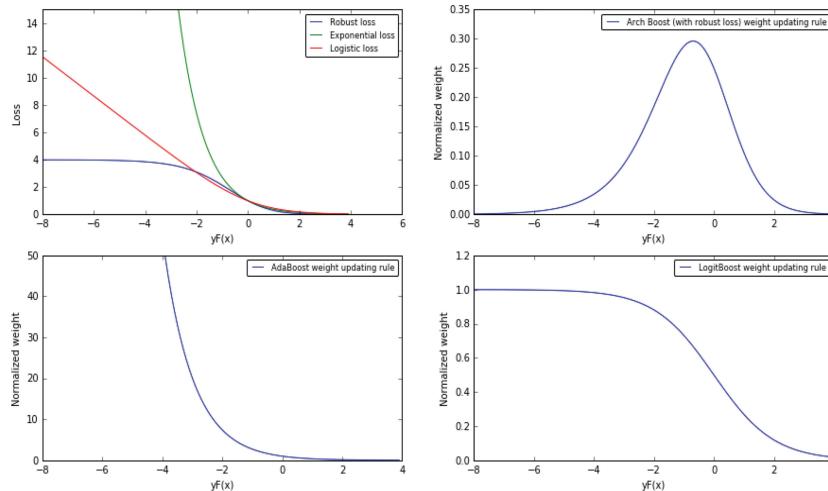 Robust loss
Exponential loss
Logistic loss
14
12
10
8
6
4
2
0
Loss
−8 −6 −4 −2 0 2 4 6
yF(x)
Arch Boost (with robust loss) weight updating rule
0.35
0.30
0.25
0.20
0.15
0.10
0.05
0.00
Normalized weight
−8 −6 −4 −2 0 2
yF(x)
AdaBoost weight updating rule
50
40
30
20
10
0
Normalized weight
−8 −6 −4 −2 0 2 4
yF(x)
LogitBoost weight updating rule
1.2
1.0
0.8
0.6
0.4
0.2
0.0
Normalized weight
−8 −6 −4 −2 0 2
yF(x)